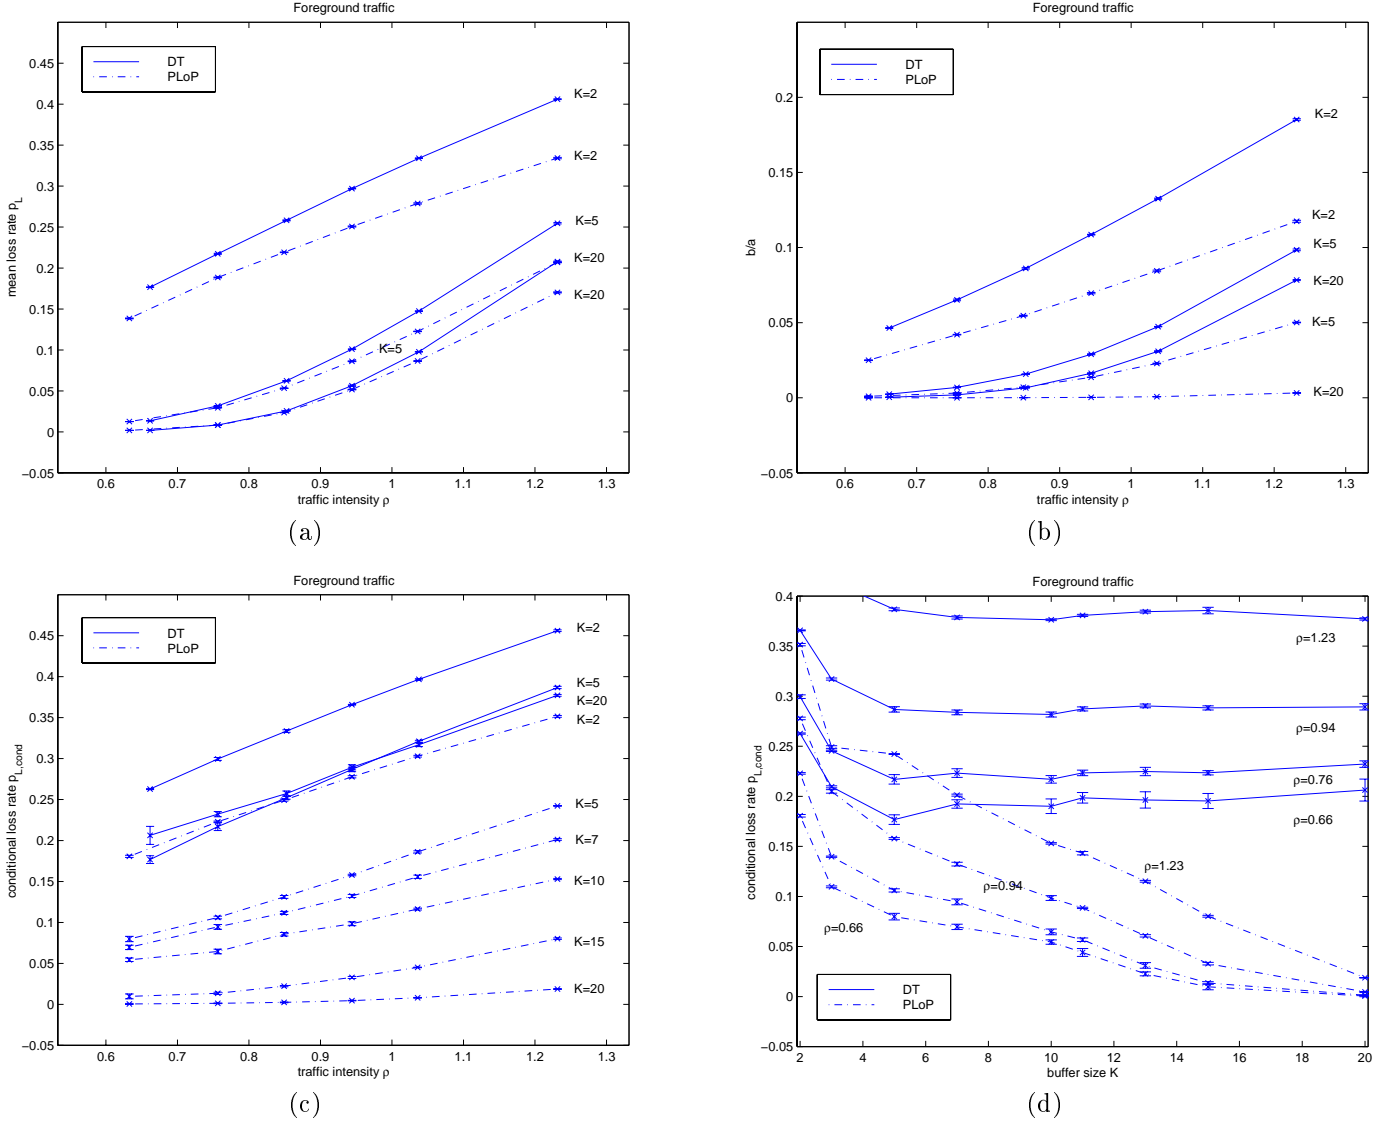 Foreground traffic
DT
PLoP
K=2
K=2
K=5
K=20
K=20
K=5
0.45
0.4
0.35
0.3
0.25
0.2
0.15
0.1
0.05
0
−0.05
mean loss rate pL
0.6 0.7 0.8 0.9 1 1.1 1.2 1.3
traffic intensity ρ
(a)
Foreground traffic
DT
PLoP
K=2
K=2
K=5
K=20
K=5
K=20
0.2
0.15
0.1
0.05
0
−0.05
b/a
0.6 0.7 0.8 0.9 1 1.1 1.2 1.3
traffic intensity ρ
(b)
Foreground traffic
DT
PLoP
K=2
K=5
K=20
K=2
K=5
K=7
K=10
K=15
K=20
0.45
0.4
0.35
0.3
0.25
0.2
0.15
0.1
0.05
0
−0.05
conditional loss rate pL,cond
0.6 0.7 0.8 0.9 1 1.1 1.2 1.3
traffic intensity ρ
(c)
Foreground traffic
0.4
0.35
0.3
0.25
0.2
0.15
0.1
0.05
0
−0.05
conditional loss rate pL,cond
ρ=1.23
ρ=0.94
ρ=0.76
ρ=0.66
ρ=1.23
ρ=0.94
ρ=0.66
DT
PLoP
2 4 6 8 10 12 14 16 18 20
buffer size K
(d)